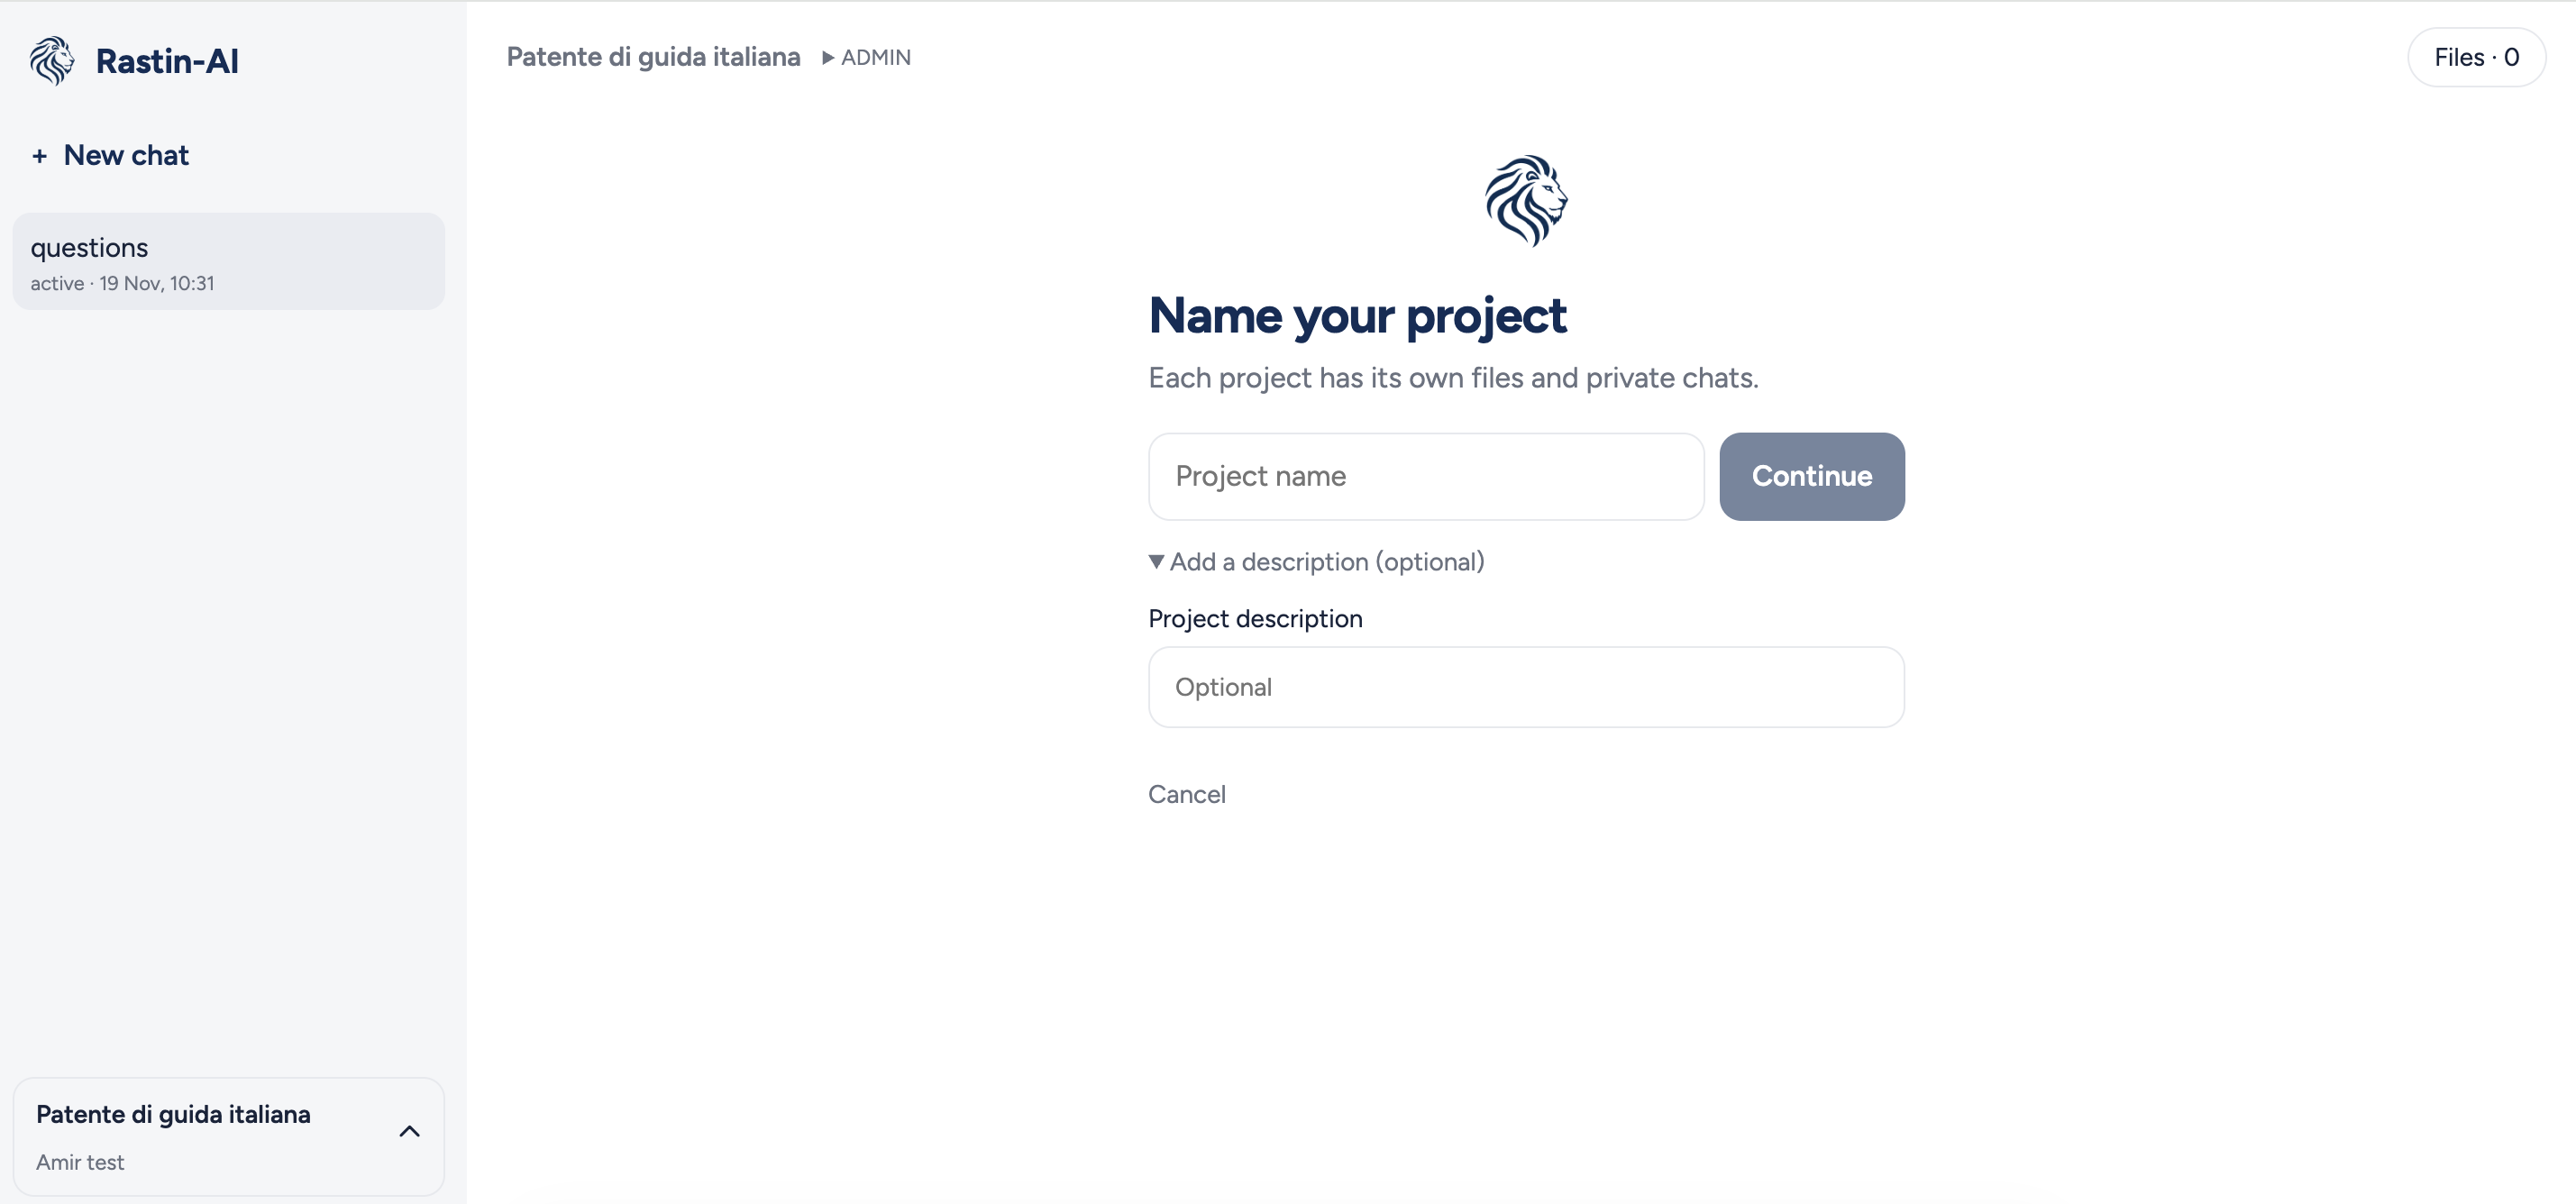 Rastin-AI
+ New chat
questions
active · 19 Nov, 10:31
Patente di guida italiana
Amir test
Patente di guida italiana ▶ ADMIN
Files · 0
Name your project
Each project has its own files and private chats.
Project name
Continue
▼ Add a description (optional)
Project description
Optional
Cancel